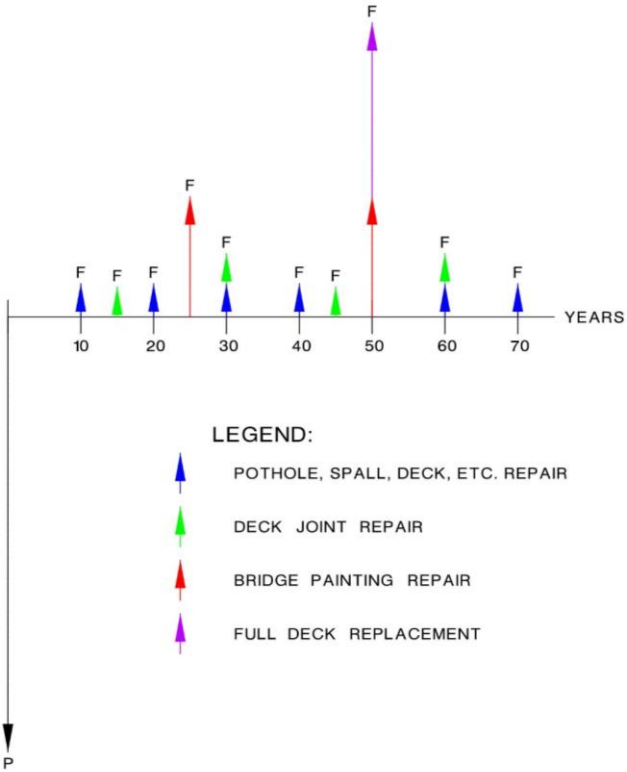 F
F
F
F F F
F F F F F
YEARS
10 20 30 40 50 60 70
LEGEND:
POTHOLE, SPALL, DECK, ETC. REPAIR
DECK JOINT REPAIR
BRIDGE PAINTING REPAIR
FULL DECK REPLACEMENT
P